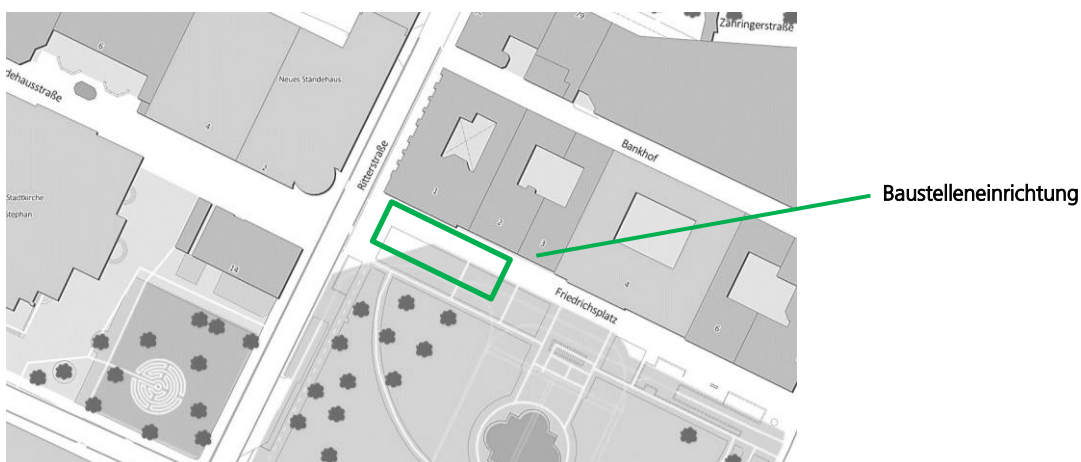 Zähringerstraße
79
6
Neues Ständehaus
dehausstraße
4
2
Bankhof
Ritterstraße
1
2
3
4
6
Baustelleneinrichtung
Stadtkirche
Stephan
14
Friedrichsplatz